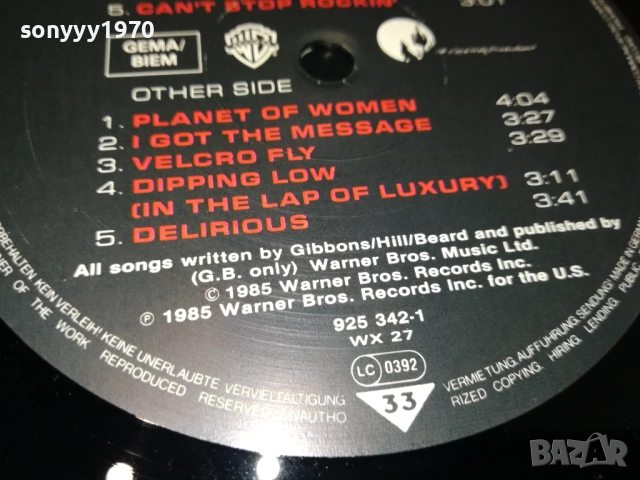 sonyyy1970
5. CAN'T STOP ROCKIN' 3:01
GEMA/
BIEM
OTHER SIDE
1. PLANET OF WOMEN 4:04
2. I GOT THE MESSAGE 3:27
3. VELCRO FLY 3:29
4. DIPPING LOW
(IN THE LAP OF LUXURY) 3:11
5. DELIRIOUS 3:41
All songs written by Gibbons/Hill/Beard and published by
(G.B. only) Warner Bros. Music Ltd.
© 1985 Warner Bros. Records Inc.
℗ 1985 Warner Bros. Records Inc. for the U.S.
925 342-1
WX 27
LC 0392
33
KEIN VERLEIH! KEINE UNERLAUBTE VERVIELFÄLTIGUNG
OF THE WORK REPRODUCED RESERVED
VERMIETUNG, AUFFÜHRUNG, SENDUNG! MADE IN
RIZED COPYING. HIRING. LENDING.
BAZAR